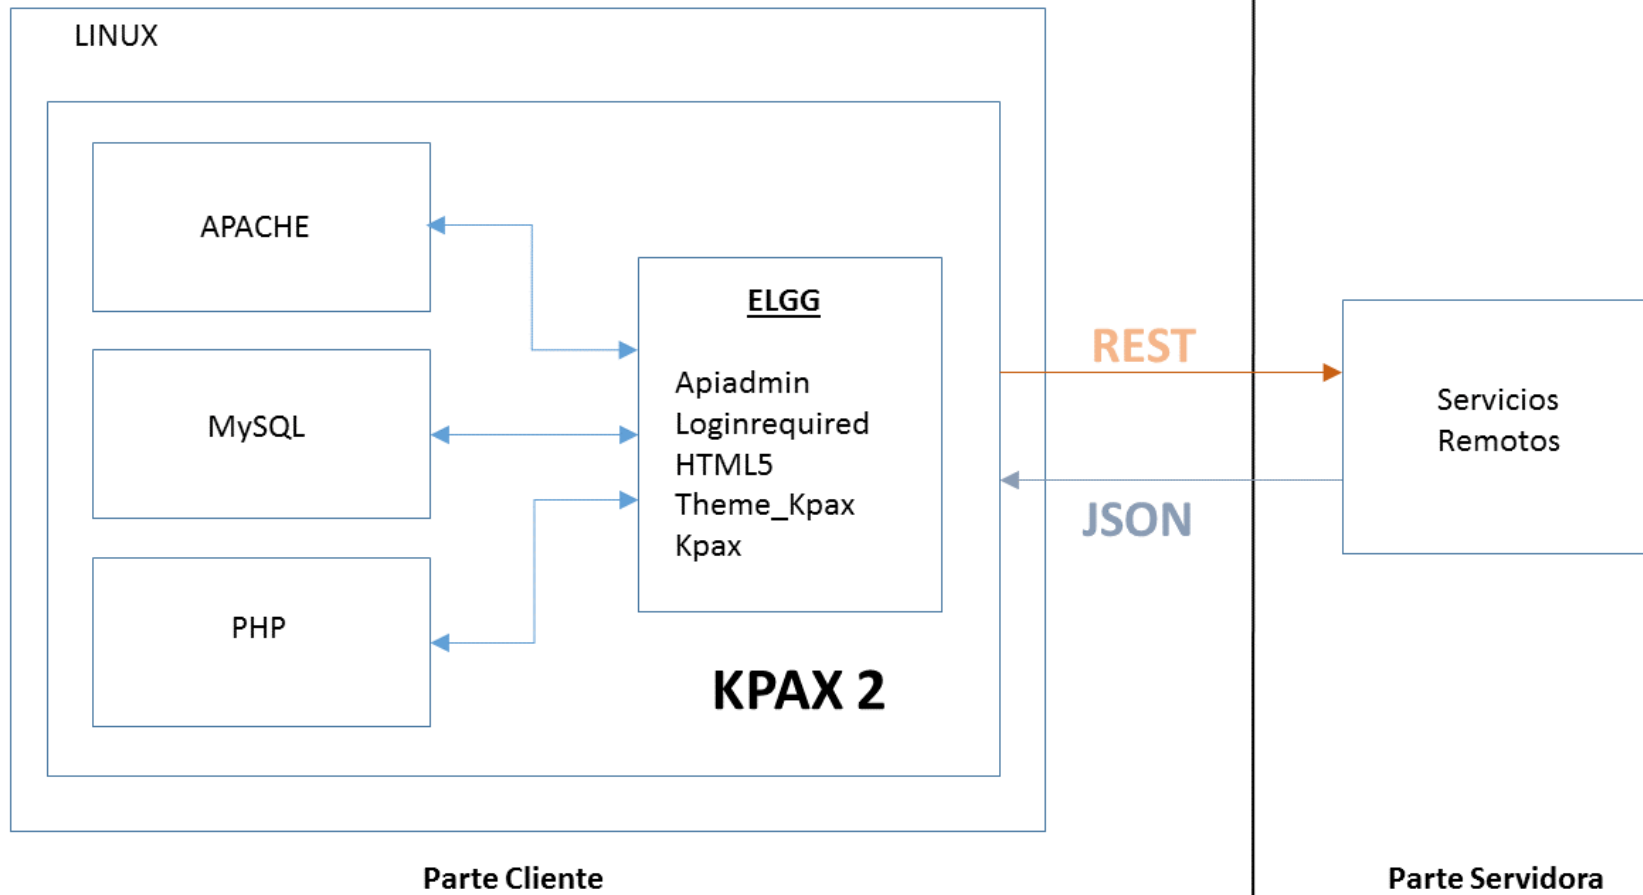 LINUX
APACHE
MySQL
PHP
ELGG
Apiadmin
Loginrequired
HTML5
Theme_Kpax
Kpax
KPAX 2
REST
JSON
Servicios
Remotos
Parte Cliente
Parte Servidora